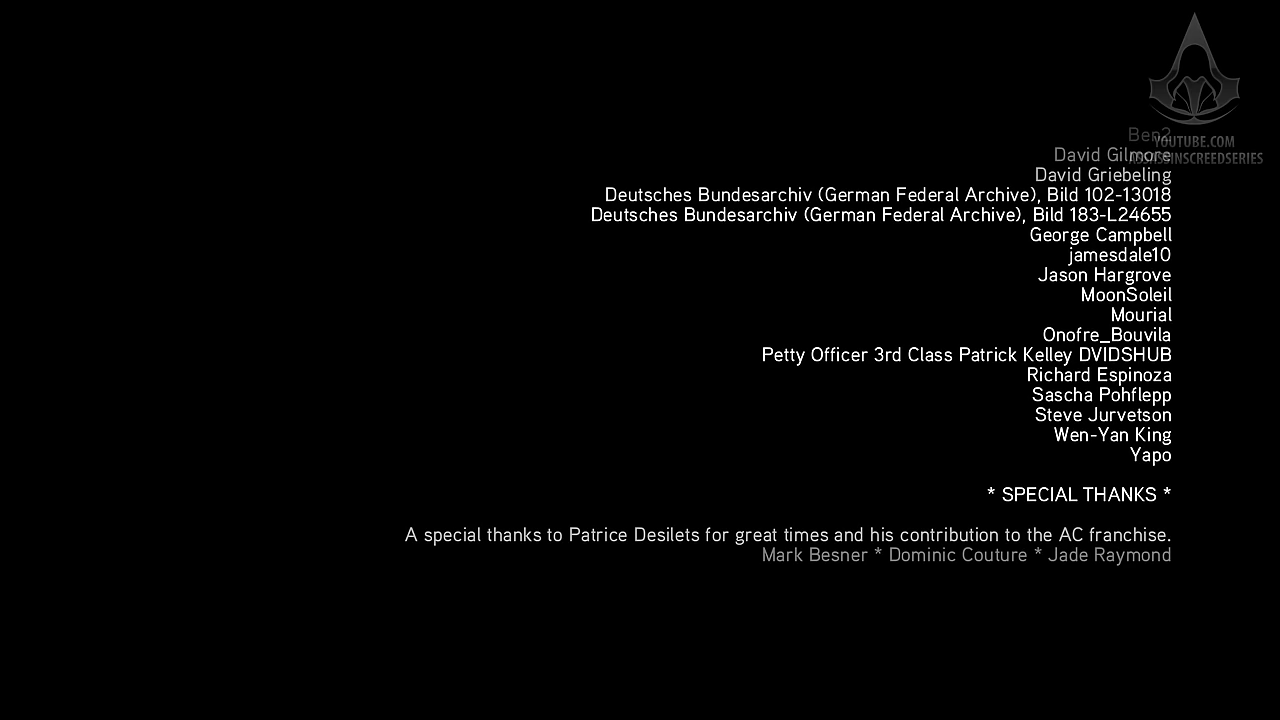 Ben2
YOUTUBE.COM
David Gilmore
ASSASSINSCREEDSERIES
David Griebeling
Deutsches Bundesarchiv (German Federal Archive), Bild 102-13018
Deutsches Bundesarchiv (German Federal Archive), Bild 183-L24655
George Campbell
jamesdale10
Jason Hargrove
MoonSoleil
Mourial
Onofre_Bouvila
Petty Officer 3rd Class Patrick Kelley DVIDSHUB
Richard Espinoza
Sascha Pohflepp
Steve Jurvetson
Wen-Yan King
Yapo
* SPECIAL THANKS *
A special thanks to Patrice Desilets for great times and his contribution to the AC franchise.
Mark Besner * Dominic Couture * Jade Raymond